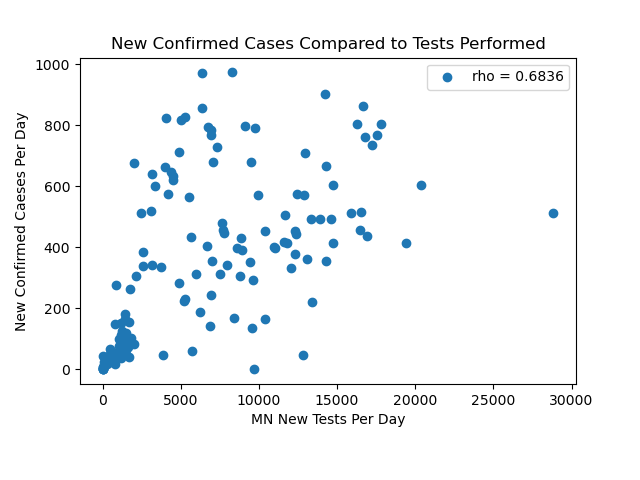 New Confirmed Cases Compared to Tests Performed
rho = 0.6836
New Confirmed Caeses Per Day
1000
800
600
400
200
0
0 5000 10000 15000 20000 25000 30000
MN New Tests Per Day